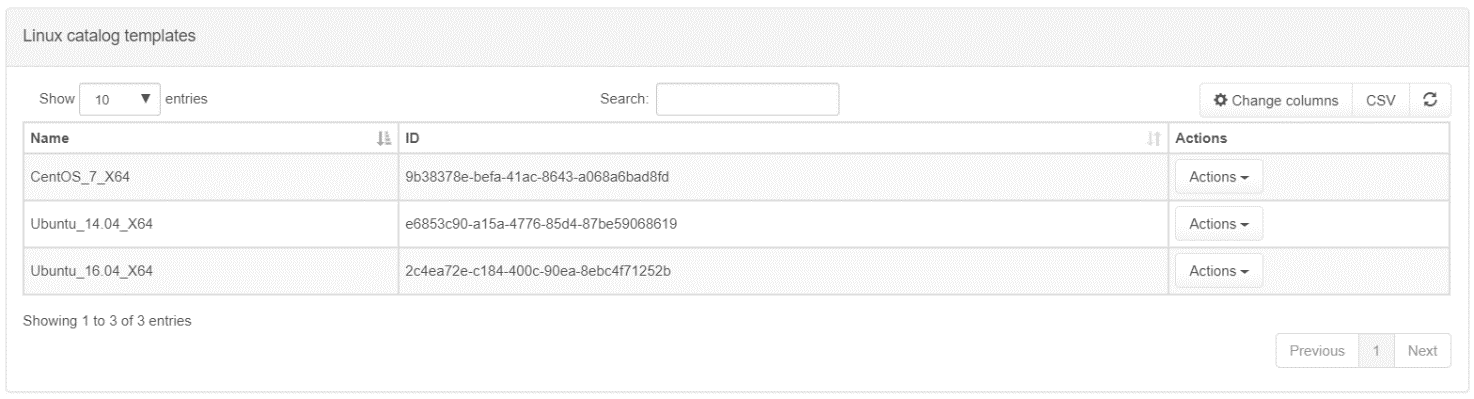 Linux catalog templates
Show 10 entries Search: Change columns CSV
Name ID Actions
CentOS_7_X64 9b38378e-befa-41ac-8643-a068a6bad8fd Actions
Ubuntu_14.04_X64 e6853c90-a15a-4776-85d4-87be59068619 Actions
Ubuntu_16.04_X64 2c4ea72e-c184-400c-90ea-8ebc4f71252b Actions
Showing 1 to 3 of 3 entries
Previous 1 Next